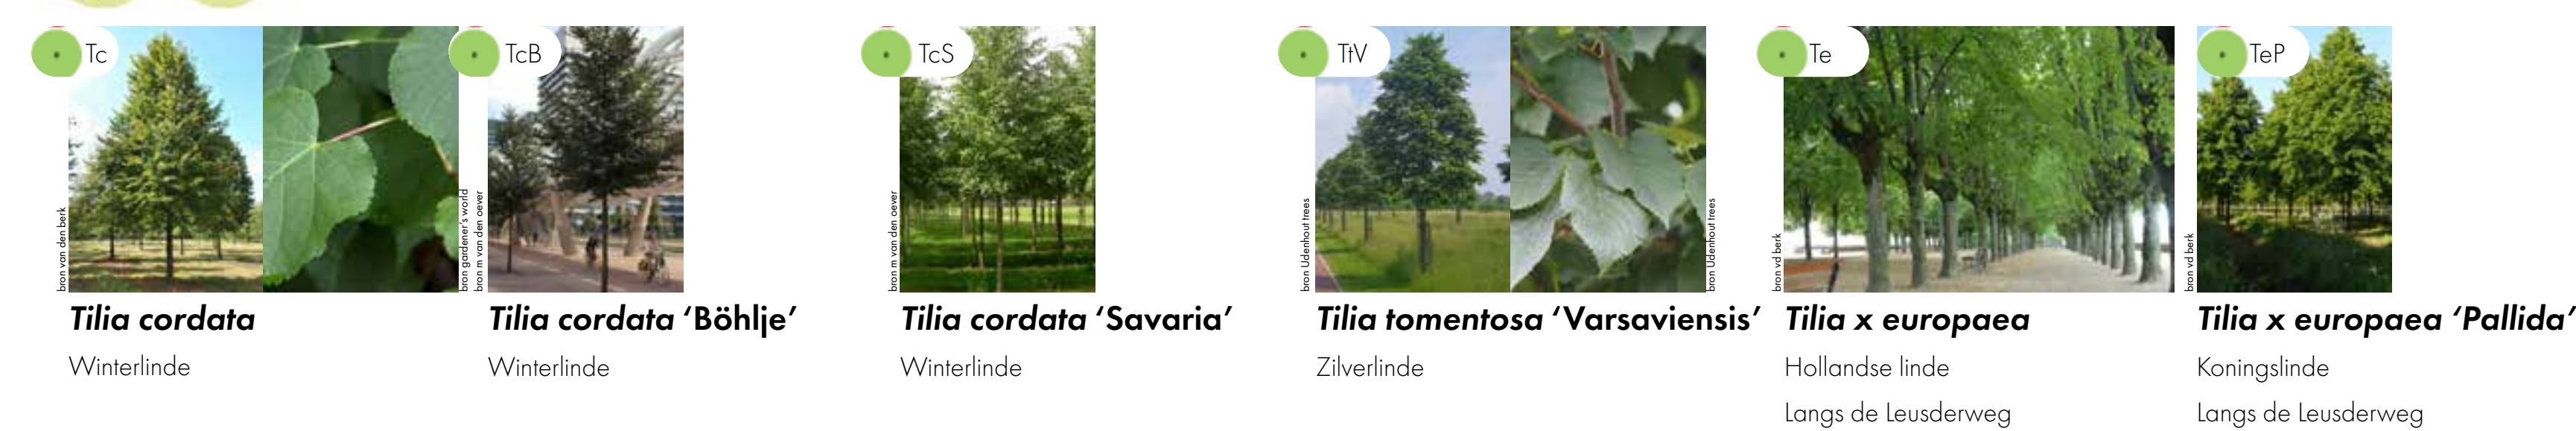 Tc
TcB
TcS
TtV
Te
TeP
bron van den berk
bron gardener's world
bron m van den oever
bron m van den oever
bron Udenhout trees
bron Udenhout trees
bron vd berk
bron vd berk
Tilia cordata
Winterlinde
Tilia cordata ‘Böhlje’
Winterlinde
Tilia cordata ‘Savaria’
Winterlinde
Tilia tomentosa ‘Varsaviensis’
Zilverlinde
Tilia x europaea
Hollandse linde
Langs de Leusderweg
Tilia x europaea ‘Pallida’
Koningslinde
Langs de Leusderweg